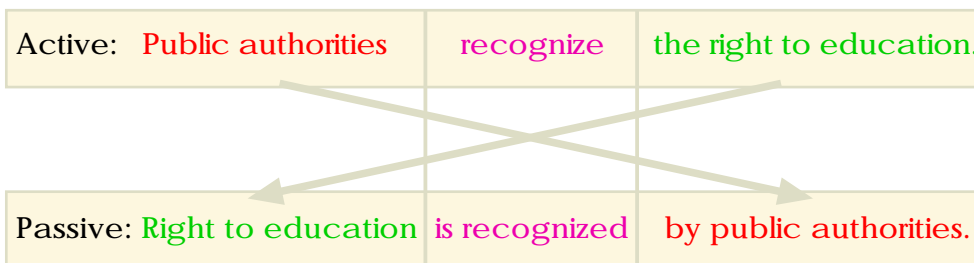 Active: Public authorities recognize the right to education.
Passive: Right to education is recognized by public authorities.